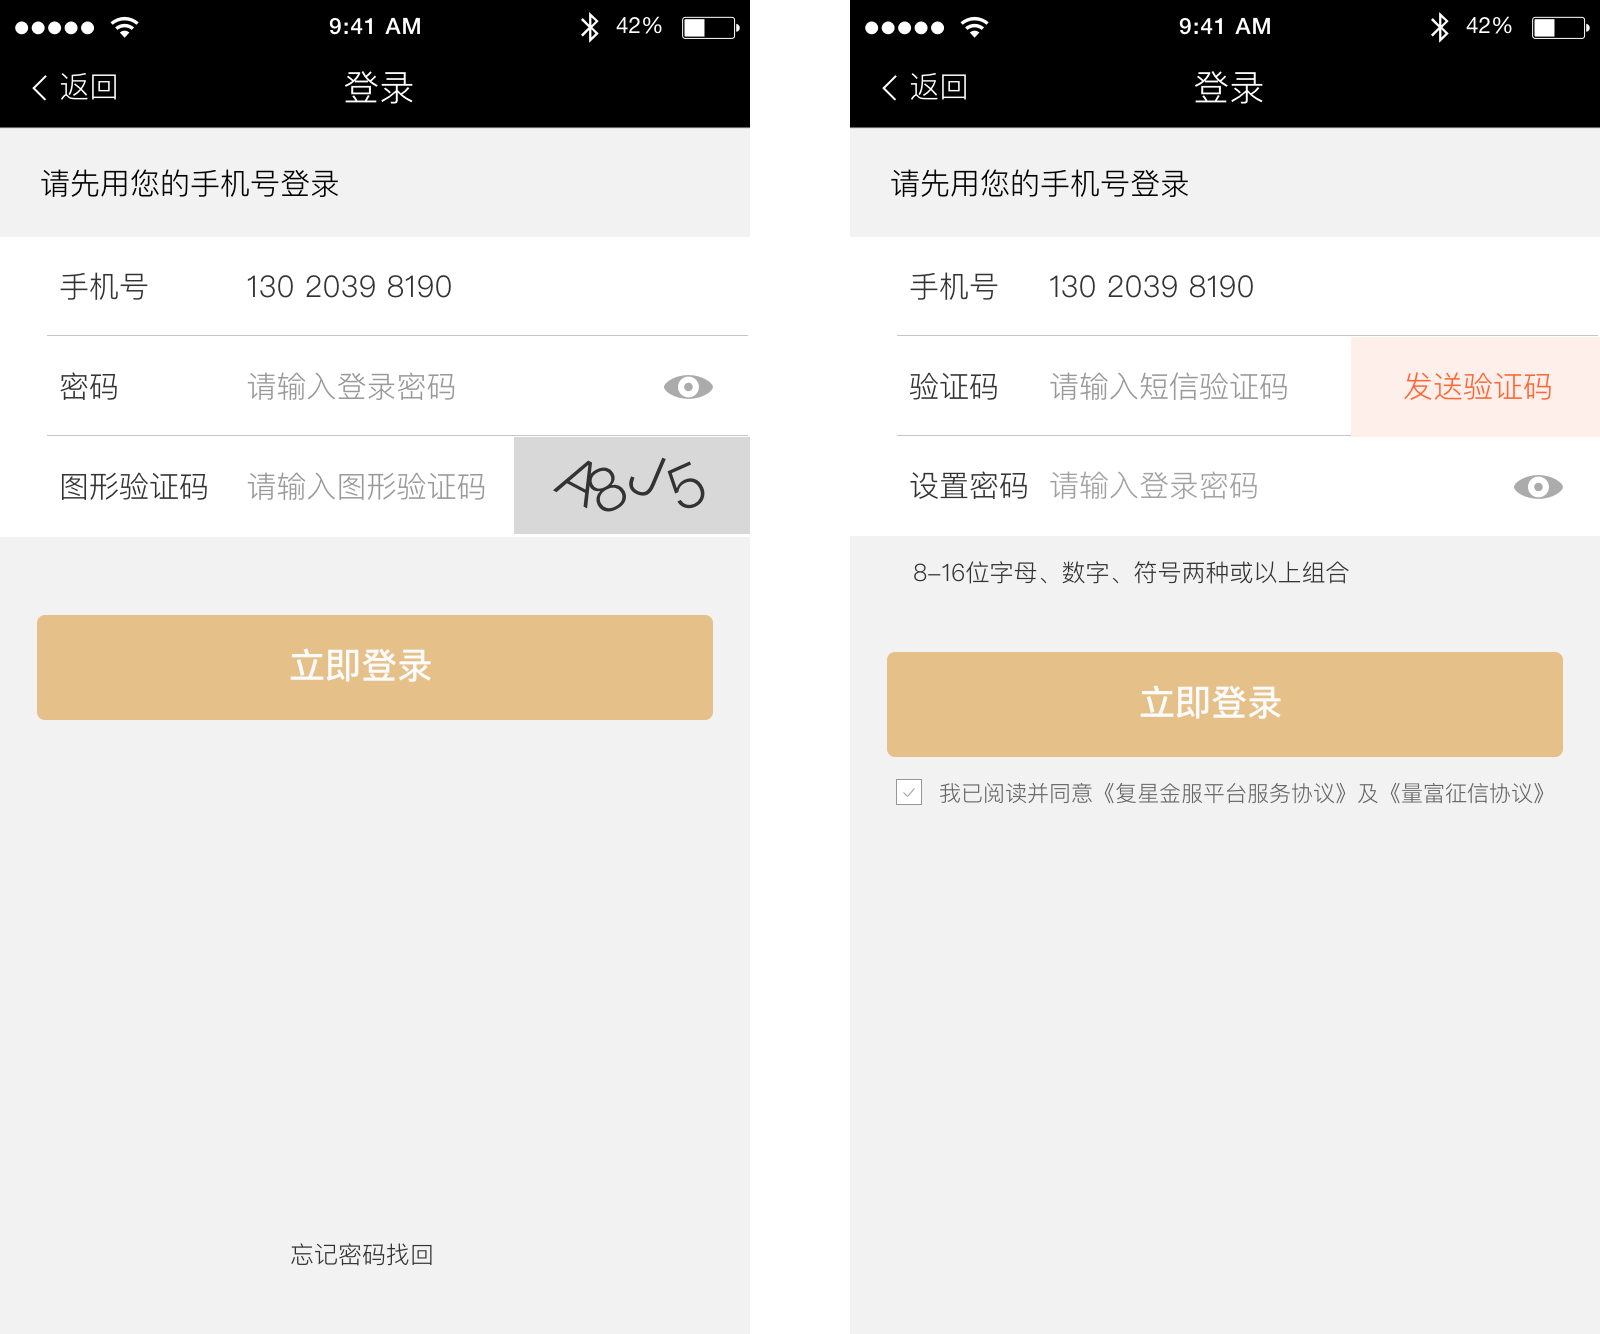 9:41 AM
42%
返回
登录
请先用您的手机号登录
手机号
130 2039 8190
密码
请输入登录密码
图形验证码
请输入图形验证码
A8J5
立即登录
忘记密码找回
9:41 AM
42%
返回
登录
请先用您的手机号登录
手机号
130 2039 8190
验证码
请输入短信验证码
发送验证码
设置密码
请输入登录密码
8-16位字母、数字、符号两种或以上组合
立即登录
我已阅读并同意《复星金服平台服务协议》及《量富征信协议》